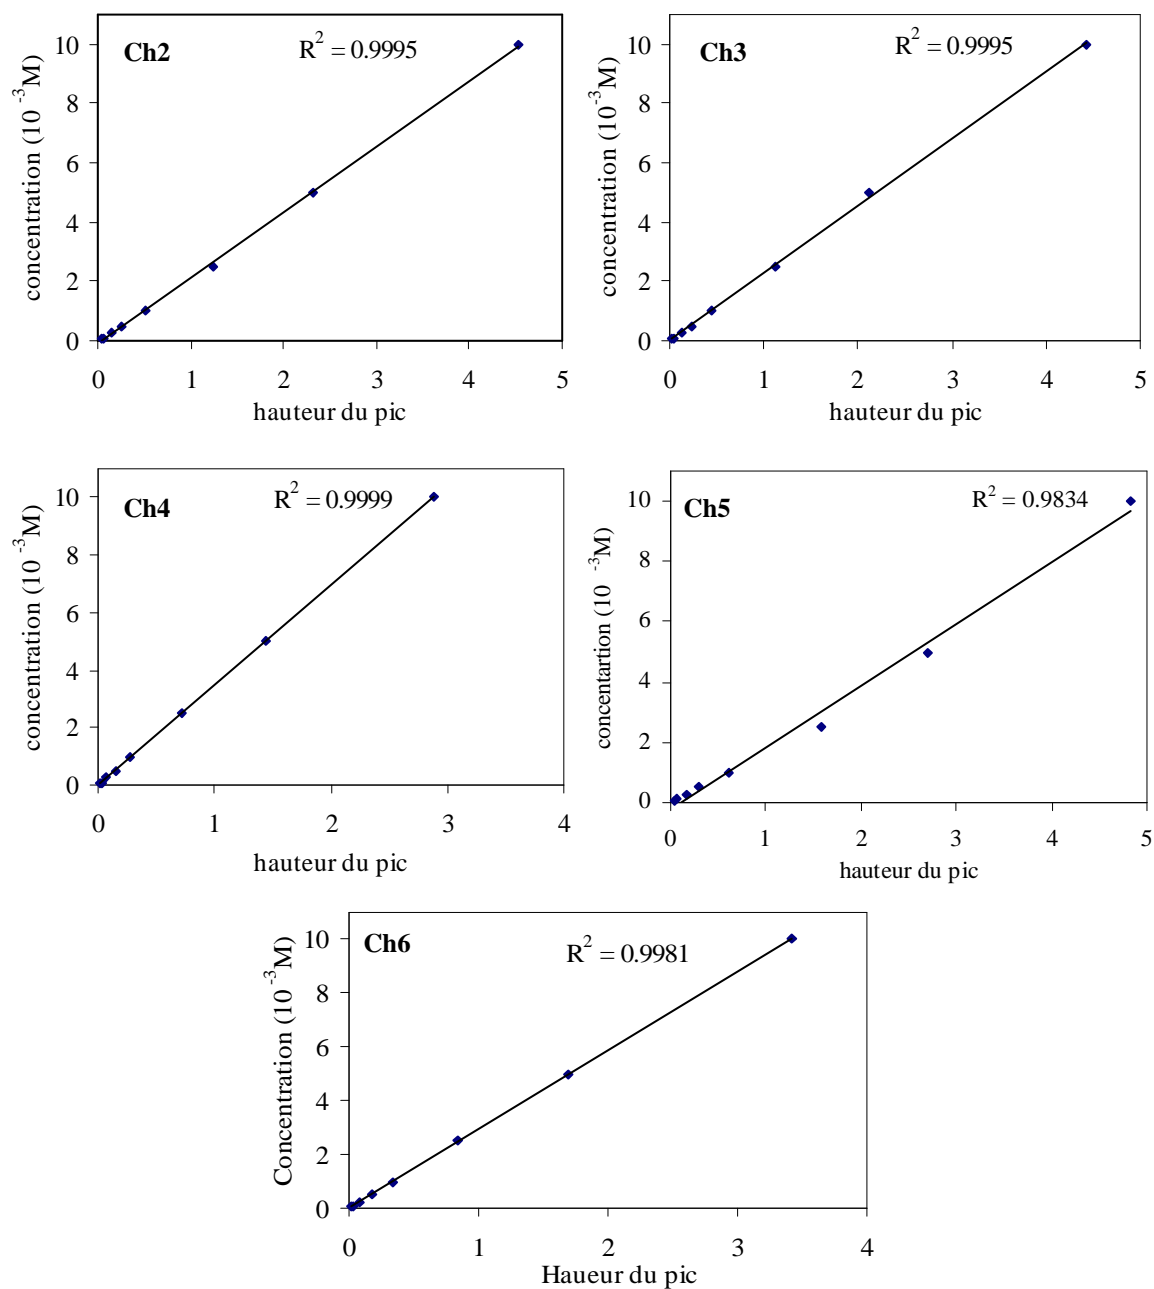 Ch2
R² = 0.9995
concentration (10⁻³M)
10
8
6
4
2
0
0 1 2 3 4 5
hauteur du pic
Ch3
R² = 0.9995
concentration (10⁻³M)
10
8
6
4
2
0
0 1 2 3 4 5
hauteur du pic
Ch4
R² = 0.9999
concentration (10⁻³M)
10
8
6
4
2
0
0 1 2 3 4
hauteur du pic
Ch5
R² = 0.9834
concentartion (10⁻³M)
10
8
6
4
2
0
0 1 2 3 4 5
hauteur du pic
Ch6
R² = 0.9981
Concentration (10⁻³M)
10
8
6
4
2
0
0 1 2 3 4
Haueur du pic